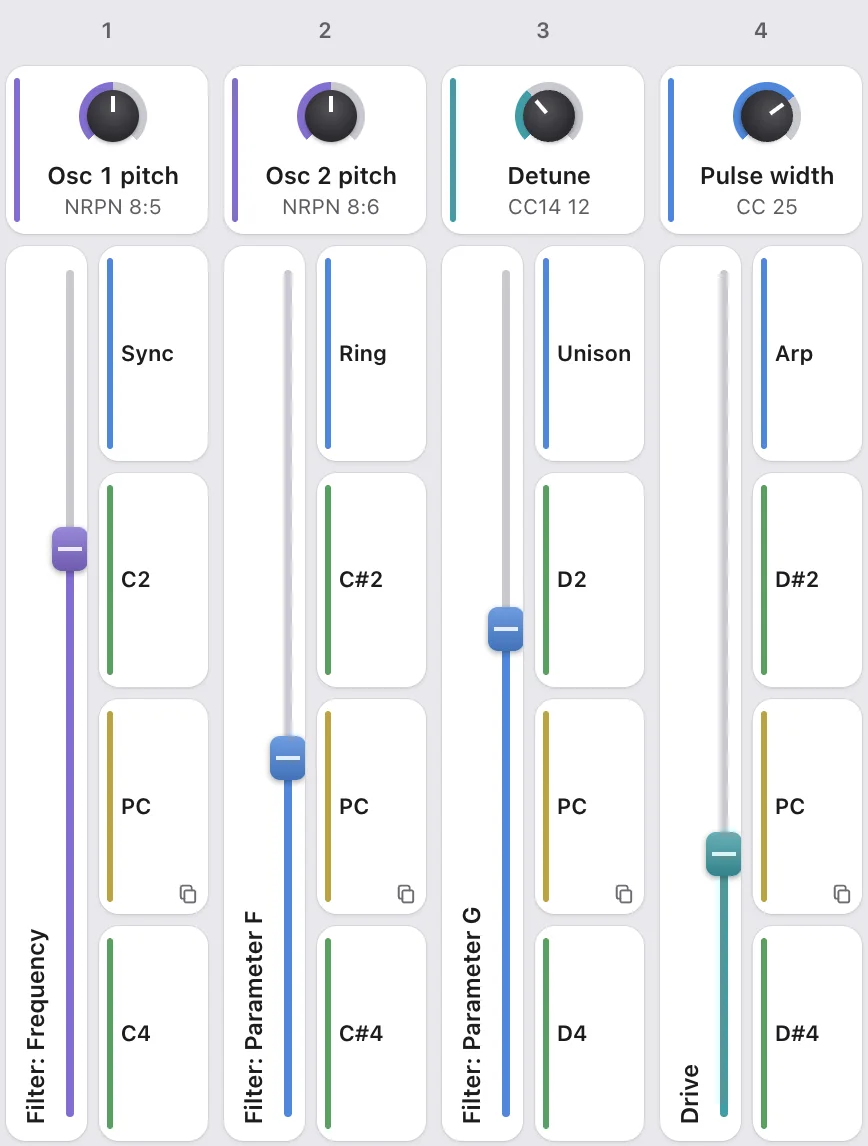 1
2
3
4
Osc 1 pitch
NRPN 8:5
Osc 2 pitch
NRPN 8:6
Detune
CC14 12
Pulse width
CC 25
Filter: Frequency
Sync
C2
PC
C4
Filter: Parameter F
Ring
C#2
PC
C#4
Filter: Parameter G
Unison
D2
PC
D4
Drive
Arp
D#2
PC
D#4